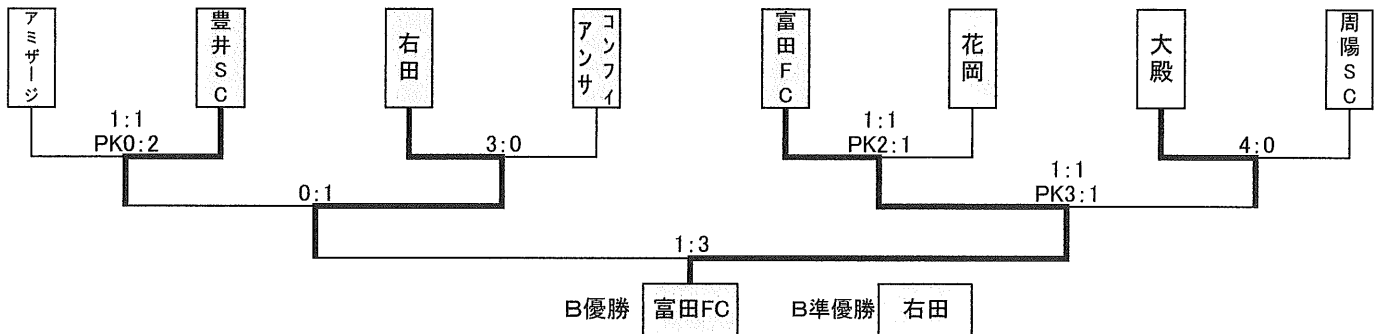 アミザージ
豊井SC
右田
コンフィアンサ
富田FC
花岡
大殿
周陽SC
1:1
PK0:2
3:0
1:1
PK2:1
4:0
0:1
1:1
PK3:1
1:3
B優勝 富田FC B準優勝 右田